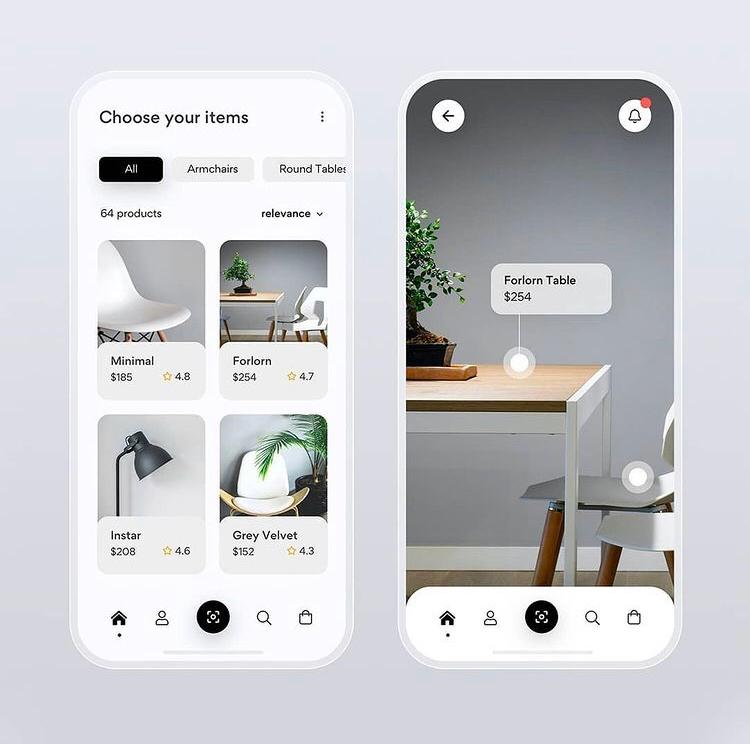 Choose your items
All Armchairs Round Tables
64 products relevance
Minimal
$185 4.8
Forlorn
$254 4.7
Instar
$208 4.6
Grey Velvet
$152 4.3
Forlorn Table
$254